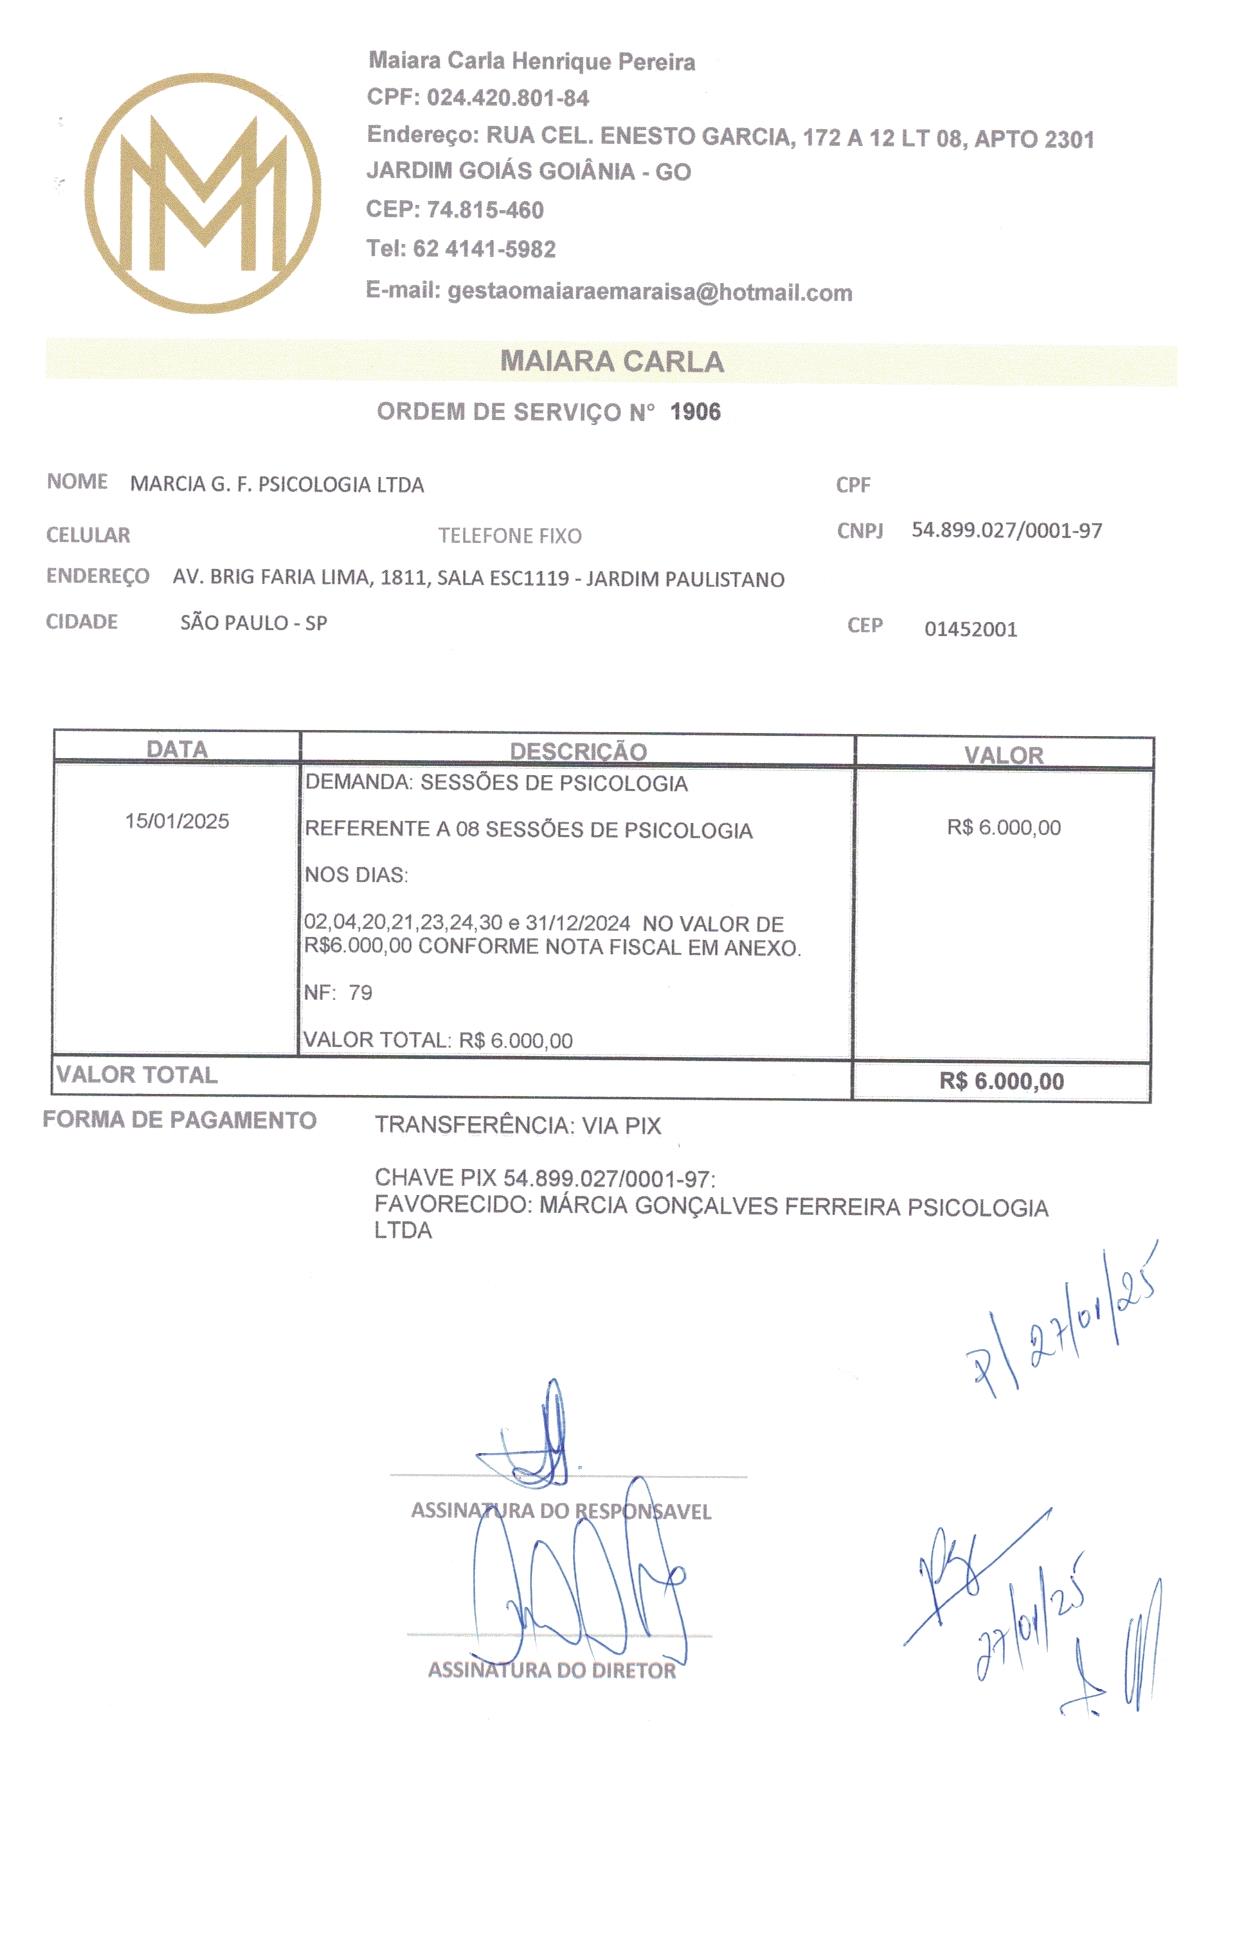 Maiara Carla Henrique Pereira
CPF: 024.420.801-84
Endereço: RUA CEL. ENESTO GARCIA, 172 A 12 LT 08, APTO 2301
JARDIM GOIÁS GOIÂNIA - GO
CEP: 74.815-460
Tel: 62 4141-5982
E-mail: gestaomaiaraemaraisa@hotmail.com
MAIARA CARLA
ORDEM DE SERVIÇO N° 1906
NOME MARCIA G. F. PSICOLOGIA LTDA CPF
CELULAR TELEFONE FIXO CNPJ 54.899.027/0001-97
ENDEREÇO AV. BRIG FARIA LIMA, 1811, SALA ESC1119 - JARDIM PAULISTANO
CIDADE SÃO PAULO - SP CEP 01452001
DATA DESCRIÇÃO VALOR
DEMANDA: SESSÕES DE PSICOLOGIA
15/01/2025 REFERENTE A 08 SESSÕES DE PSICOLOGIA R$ 6.000,00
NOS DIAS:
02,04,20,21,23,24,30 e 31/12/2024 NO VALOR DE
R$6.000,00 CONFORME NOTA FISCAL EM ANEXO.
NF: 79
VALOR TOTAL: R$ 6.000,00
VALOR TOTAL R$ 6.000,00
FORMA DE PAGAMENTO TRANSFERÊNCIA: VIA PIX
CHAVE PIX 54.899.027/0001-97:
FAVORECIDO: MÁRCIA GONÇALVES FERREIRA PSICOLOGIA
LTDA
P/ 27/01/25
ASSINATURA DO RESPONSAVEL
27/01/25
ASSINATURA DO DIRETOR